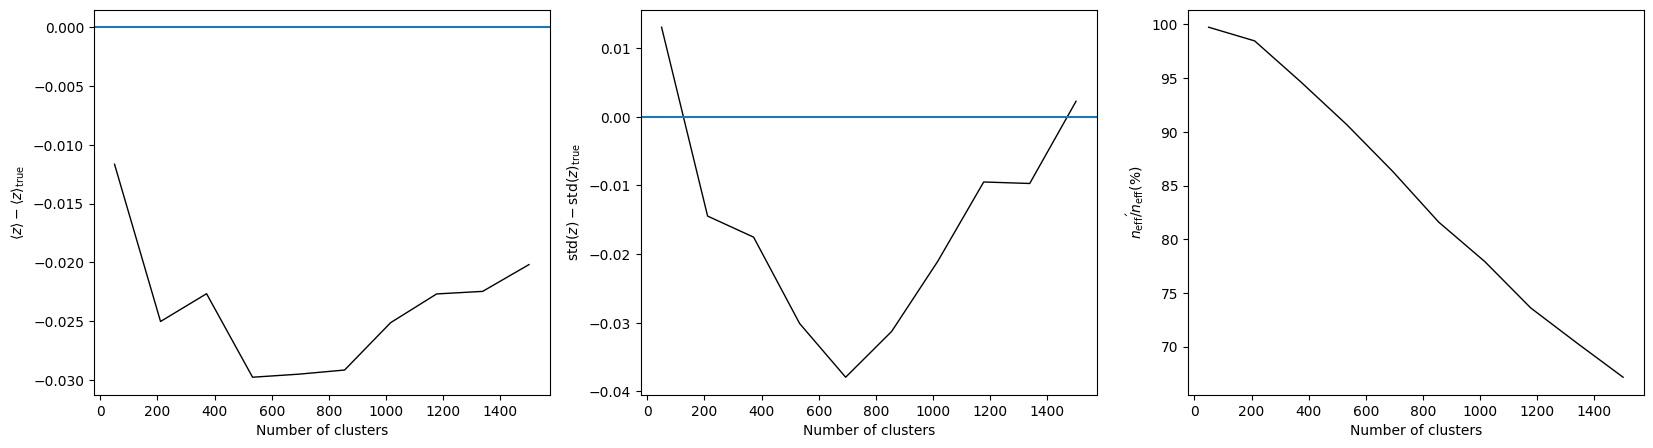 0.000
−0.005
−0.010
−0.015
−0.020
−0.025
−0.030
⟨z⟩ − ⟨z⟩true
0 200 400 600 800 1000 1200 1400
Number of clusters
0.01
0.00
−0.01
−0.02
−0.03
−0.04
std(z) − std(z)true
0 200 400 600 800 1000 1200 1400
Number of clusters
100
95
90
85
80
75
70
n′eff/neff(%)
0 200 400 600 800 1000 1200 1400
Number of clusters